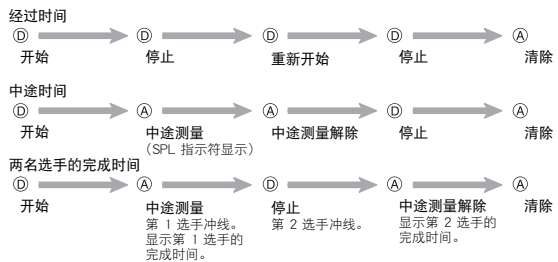 经过时间
Ⓓ Ⓓ Ⓓ Ⓓ Ⓐ
开始 停止 重新开始 停止 清除
中途时间
Ⓓ Ⓐ Ⓐ Ⓓ Ⓐ
开始 中途测量 中途测量解除 停止 清除
（SPL 指示符显示）
两名选手的完成时间
Ⓓ Ⓐ Ⓓ Ⓐ Ⓐ
开始 中途测量 停止 中途测量解除 清除
第 1 选手冲线。 第 2 选手冲线。 显示第 2 选手的
显示第 1 选手的 完成时间。
完成时间。